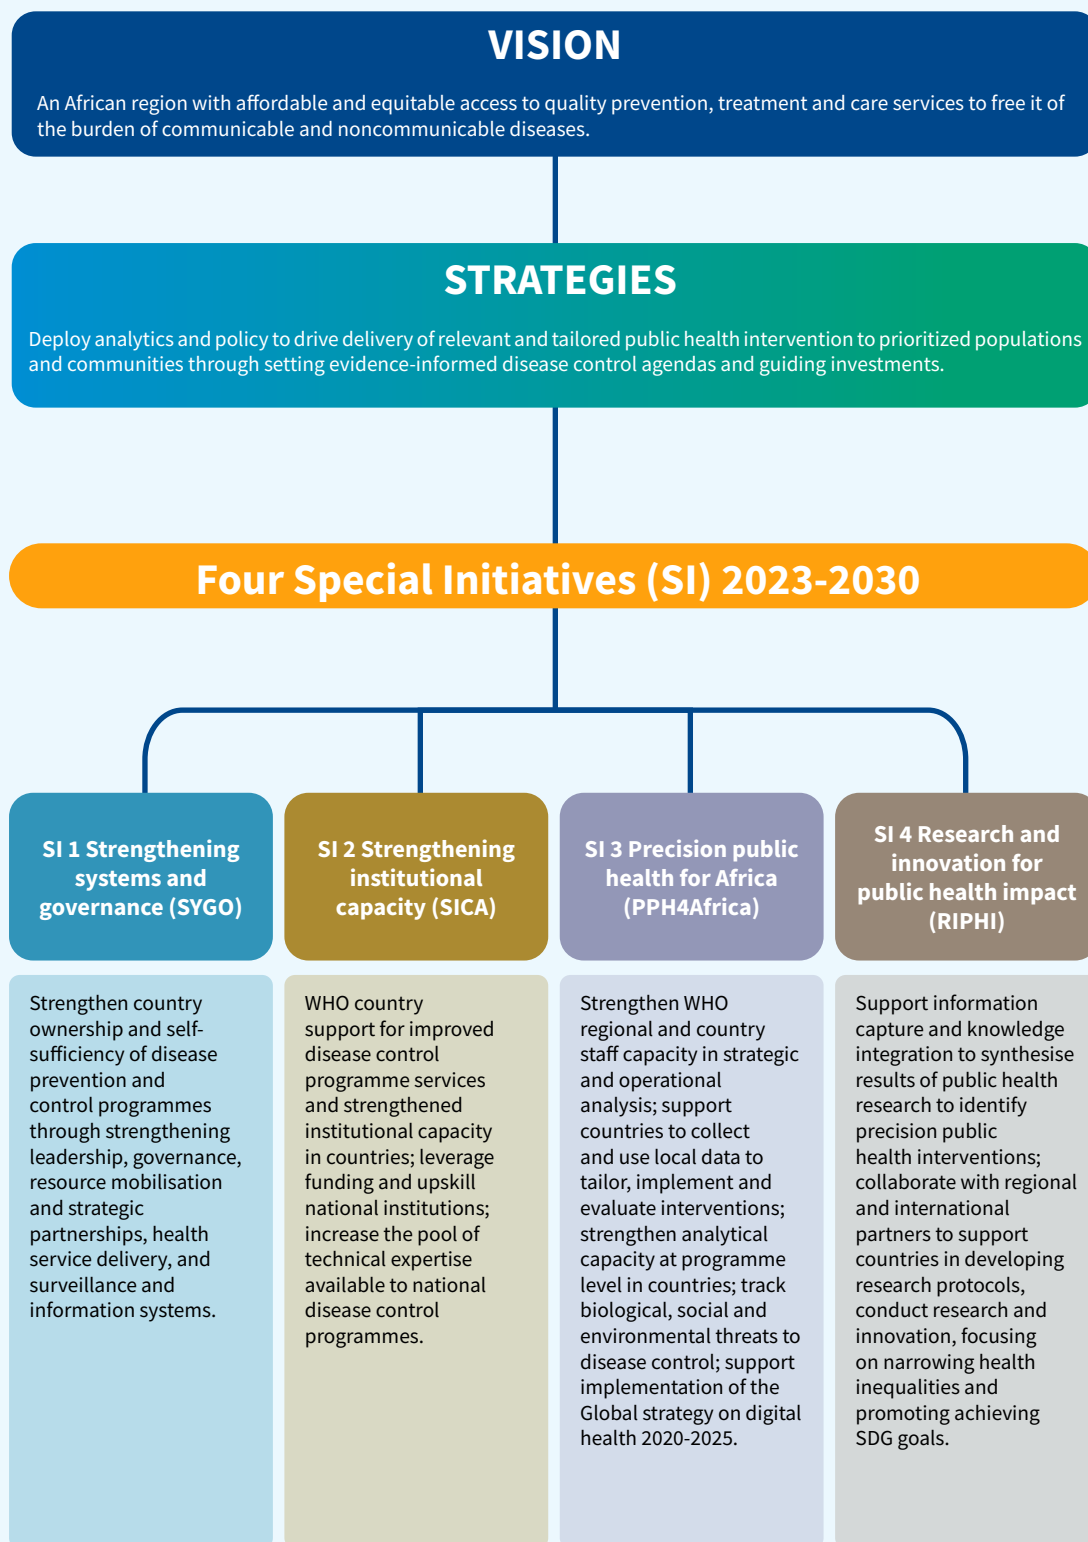 VISION
An African region with affordable and equitable access to quality prevention, treatment and care services to free it of
the burden of communicable and noncommunicable diseases.
STRATEGIES
Deploy analytics and policy to drive delivery of relevant and tailored public health intervention to prioritized populations
and communities through setting evidence-informed disease control agendas and guiding investments.
Four Special Initiatives (SI) 2023-2030
SI 1 Strengthening
systems and
governance (SYGO)
Strengthen country
ownership and self-
sufficiency of disease
prevention and
control programmes
through strengthening
leadership, governance,
resource mobilisation
and strategic
partnerships, health
service delivery, and
surveillance and
information systems.
SI 2 Strengthening
institutional
capacity (SICA)
WHO country
support for improved
disease control
programme services
and strengthened
institutional capacity
in countries; leverage
funding and upskill
national institutions;
increase the pool of
technical expertise
available to national
disease control
programmes.
SI 3 Precision public
health for Africa
(PPH4Africa)
Strengthen WHO
regional and country
staff capacity in strategic
and operational
analysis; support
countries to collect
and use local data to
tailor, implement and
evaluate interventions;
strengthen analytical
capacity at programme
level in countries; track
biological, social and
environmental threats to
disease control; support
implementation of the
Global strategy on digital
health 2020-2025.
SI 4 Research and
innovation for
public health impact
(RIPHI)
Support information
capture and knowledge
integration to synthesise
results of public health
research to identify
precision public
health interventions;
collaborate with regional
and international
partners to support
countries in developing
research protocols,
conduct research and
innovation, focusing
on narrowing health
inequalities and
promoting achieving
SDG goals.